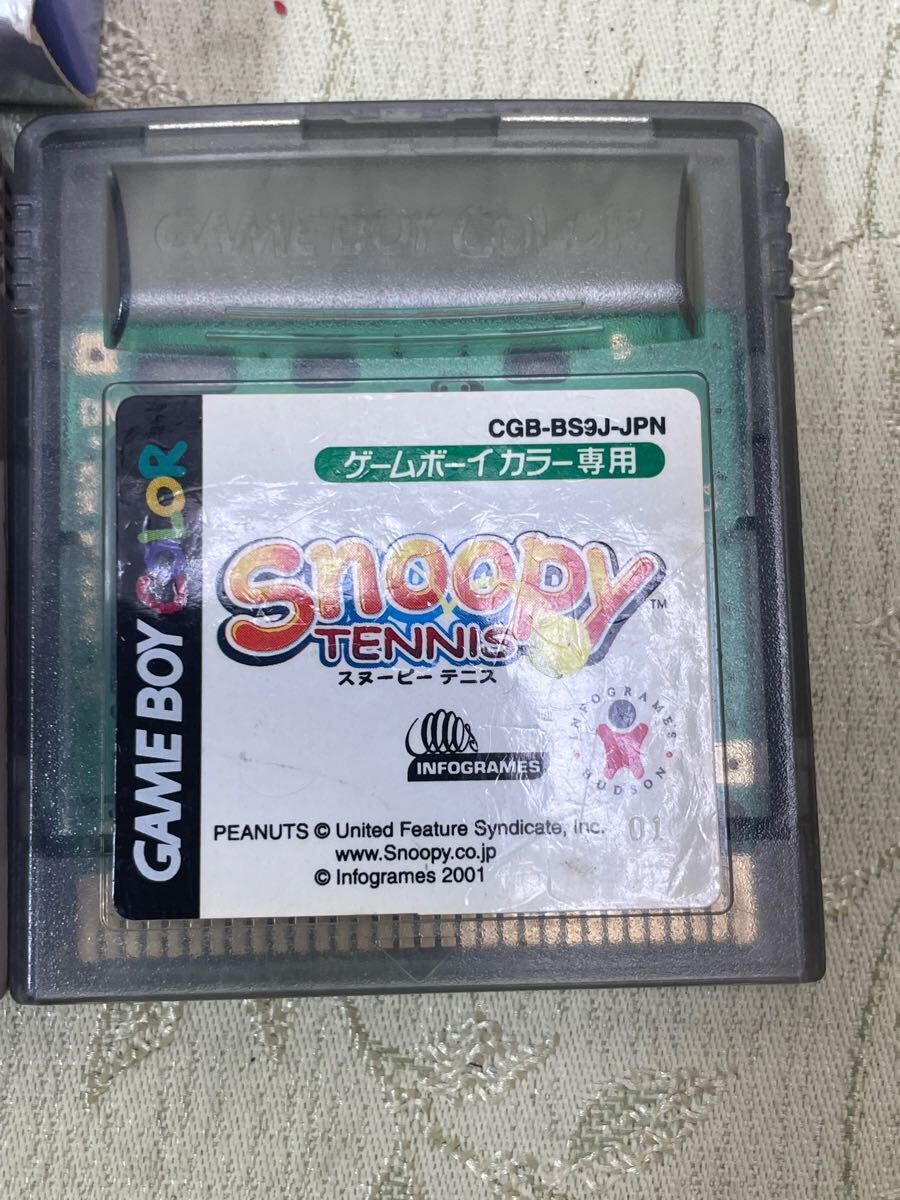 GAME BOY COLOR
GAME BOY COLOR
CGB-BS9J-JPN
ゲームボーイカラー専用
Snoopy
TENNIS
TM
スヌーピー テニス
INFOGRAMES
INFOGRAMES HUDSON
PEANUTS © United Feature Syndicate, Inc.
01
www.Snoopy.co.jp
© Infogrames 2001